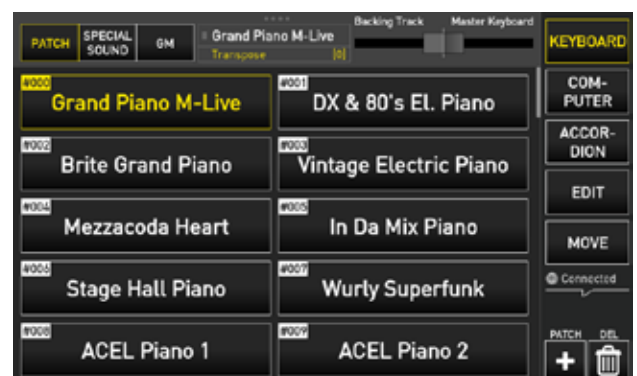 Backing Track Master Keyboard
PATCH
SPECIAL
SOUND
GM
Grand Piano M-Live
Transpose [0]
KEYBOARD
#000
Grand Piano M-Live
#001
DX & 80's El. Piano
COM-
PUTER
#002
Brite Grand Piano
#003
Vintage Electric Piano
ACCOR-
DION
#004
Mezzacoda Heart
#005
In Da Mix Piano
EDIT
MOVE
#006
Stage Hall Piano
#007
Wurly Superfunk
Connected
#008
ACEL Piano 1
#009
ACEL Piano 2
PATCH DEL
+